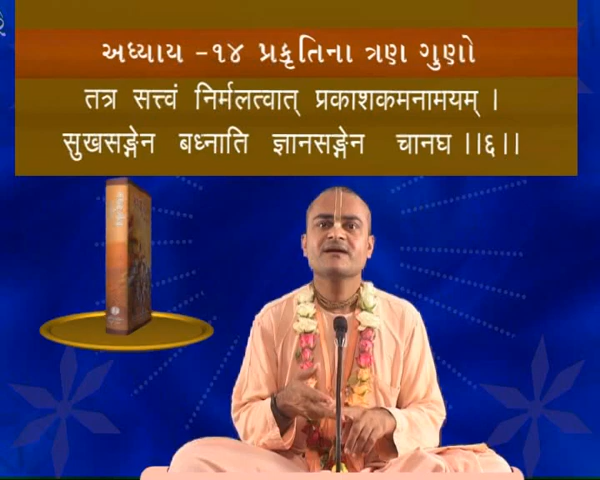 અધ્યાય -૧૪ પ્રકૃતિના ત્રણ ગુણો
तत्र सत्त्वं निर्मलत्वात् प्रकाशकमनामयम् ।
सुखसङ्गेन बध्नाति ज्ञानसङ्गेन चानघ ।।६।।